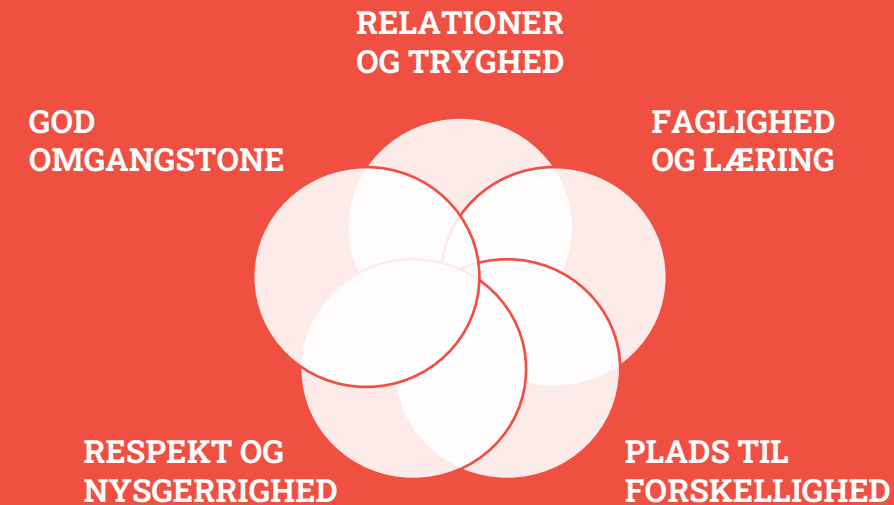 RELATIONER
OG TRYGHED
GOD
OMGANGSTONE
FAGLIGHED
OG LÆRING
RESPEKT OG
NYSGERRIGHED
PLADS TIL
FORSKELLIGHED